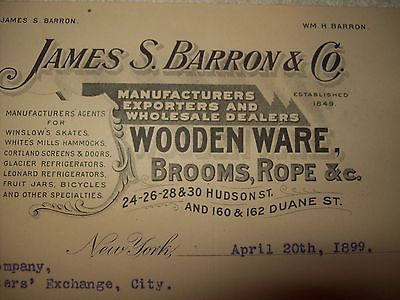 JAMES S. BARRON.
WM. H. BARRON.
JAMES S. BARRON & CO.
ESTABLISHED
1849.
MANUFACTURERS
EXPORTERS AND
WHOLESALE DEALERS
WOODEN WARE,
BROOMS, ROPE &c.
MANUFACTURERS AGENTS
FOR
WINSLOW'S SKATES,
WHITES MILLS HAMMOCKS,
CORTLAND SCREENS & DOORS,
GLACIER REFRIGERATORS,
LEONARD REFRIGERATORS,
FRUIT JARS, BICYCLES
AND OTHER SPECIALTIES.
24-26-28 & 30 HUDSON ST.
AND 160 & 162 DUANE ST.
New York, April 20th, 1899.
ompany,
ers' Exchange, City.